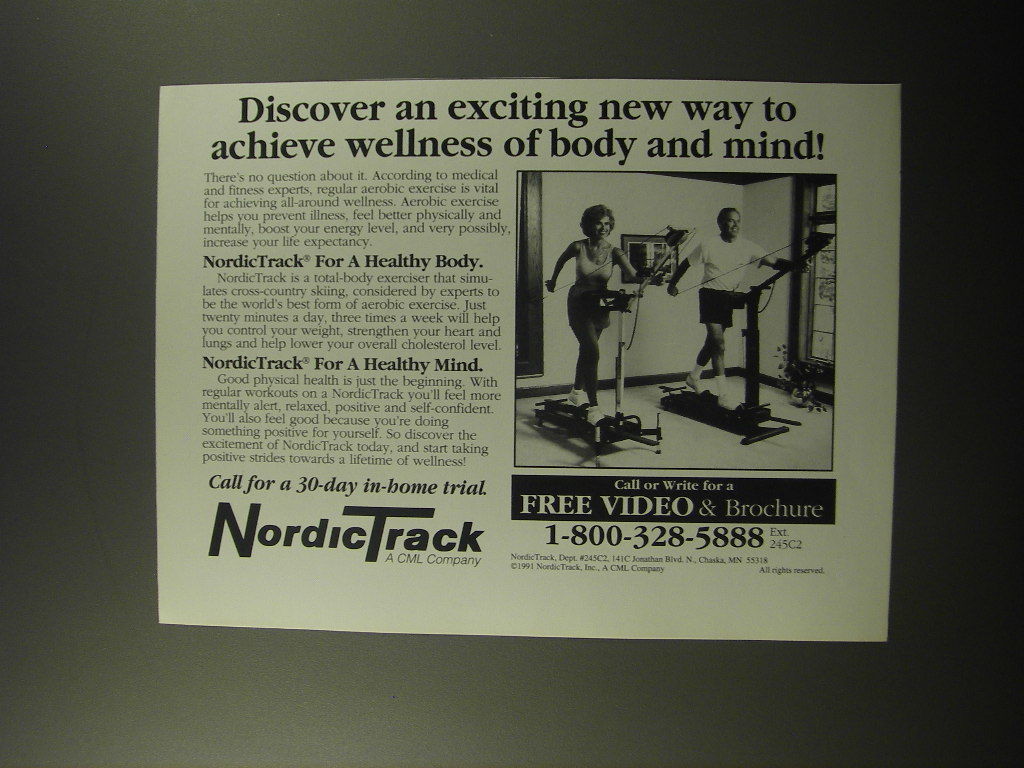 Discover an exciting new way to
achieve wellness of body and mind!
There's no question about it. According to medical
and fitness experts, regular aerobic exercise is vital
for achieving all-around wellness. Aerobic exercise
helps you prevent illness, feel better physically and
mentally, boost your energy level, and very possibly,
increase your life expectancy.
NordicTrack® For A Healthy Body.
NordicTrack is a total-body exerciser that simu-
lates cross-country skiing, considered by experts to
be the world's best form of aerobic exercise. Just
twenty minutes a day, three times a week will help
you control your weight, strengthen your heart and
lungs and help lower your overall cholesterol level.
NordicTrack® For A Healthy Mind.
Good physical health is just the beginning. With
regular workouts on a NordicTrack you'll feel more
mentally alert, relaxed, positive and self-confident.
You'll also feel good because you're doing
something positive for yourself. So discover the
excitement of NordicTrack today, and start taking
positive strides towards a lifetime of wellness!
Call for a 30-day in-home trial.
NordicTrack
A CML Company
Call or Write for a
FREE VIDEO & Brochure
1-800-328-5888 Ext.
245C2
NordicTrack, Dept. #245C2, 141C Jonathan Blvd. N., Chaska, MN 55318
©1991 NordicTrack, Inc., A CML Company All rights reserved.